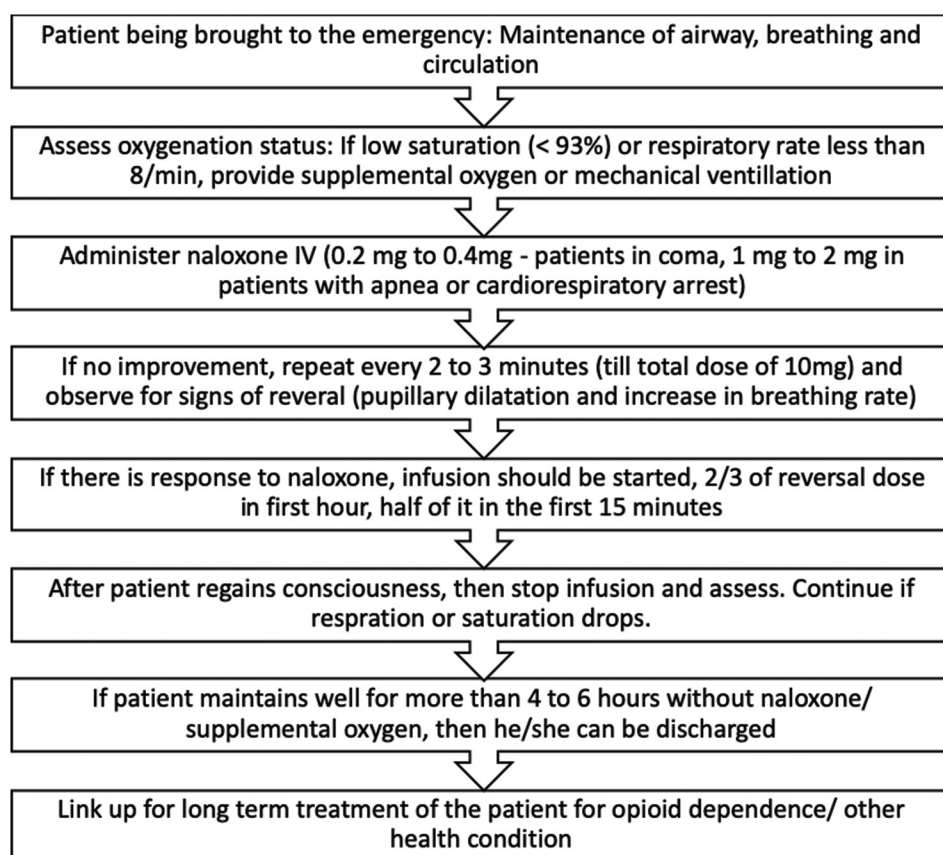 Patient being brought to the emergency: Maintenance of airway, breathing and
circulation
Assess oxygenation status: If low saturation (< 93%) or respiratory rate less than
8/min, provide supplemental oxygen or mechanical ventillation
Administer naloxone IV (0.2 mg to 0.4mg - patients in coma, 1 mg to 2 mg in
patients with apnea or cardiorespiratory arrest)
If no improvement, repeat every 2 to 3 minutes (till total dose of 10mg) and
observe for signs of reveral (pupillary dilatation and increase in breathing rate)
If there is response to naloxone, infusion should be started, 2/3 of reversal dose
in first hour, half of it in the first 15 minutes
After patient regains consciousness, then stop infusion and assess. Continue if
respration or saturation drops.
If patient maintains well for more than 4 to 6 hours without naloxone/
supplemental oxygen, then he/she can be discharged
Link up for long term treatment of the patient for opioid dependence/ other
health condition